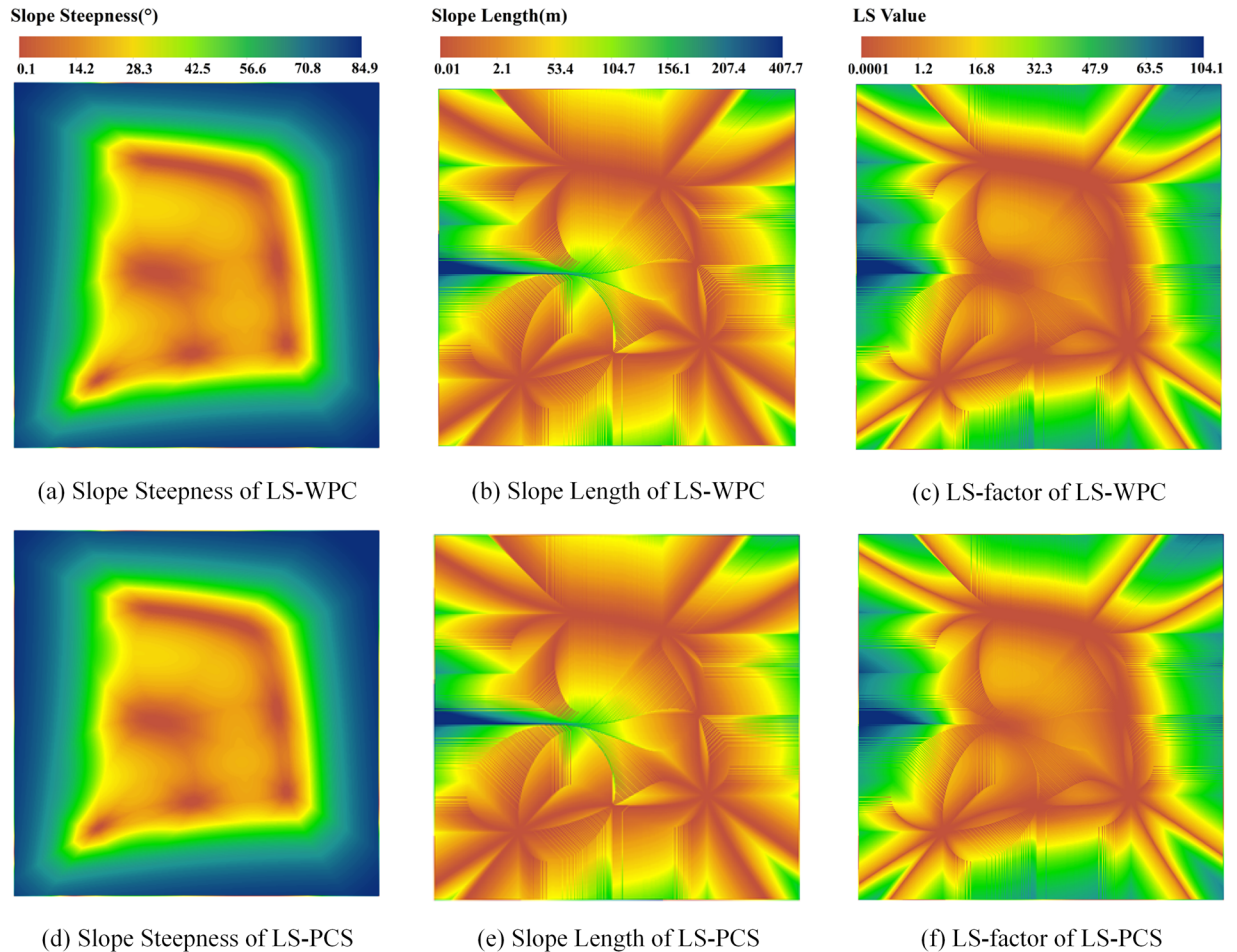 Slope Steepness(°)
0.1 14.2 28.3 42.5 56.6 70.8 84.9
Slope Length(m)
0.01 2.1 53.4 104.7 156.1 207.4 407.7
LS Value
0.0001 1.2 16.8 32.3 47.9 63.5 104.1
(a) Slope Steepness of LS-WPC
(b) Slope Length of LS-WPC
(c) LS-factor of LS-WPC
(d) Slope Steepness of LS-PCS
(e) Slope Length of LS-PCS
(f) LS-factor of LS-PCS